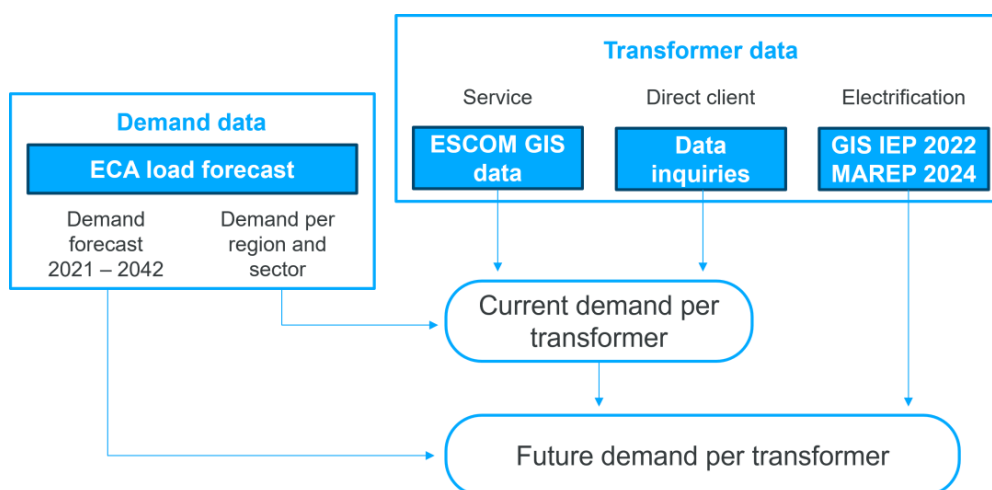 Transformer data
Service
Direct client
Electrification
ESCOM GIS
data
Data
inquiries
GIS IEP 2022
MAREP 2024
Demand data
ECA load forecast
Demand
forecast
2021 – 2042
Demand per
region and
sector
Current demand per
transformer
Future demand per transformer